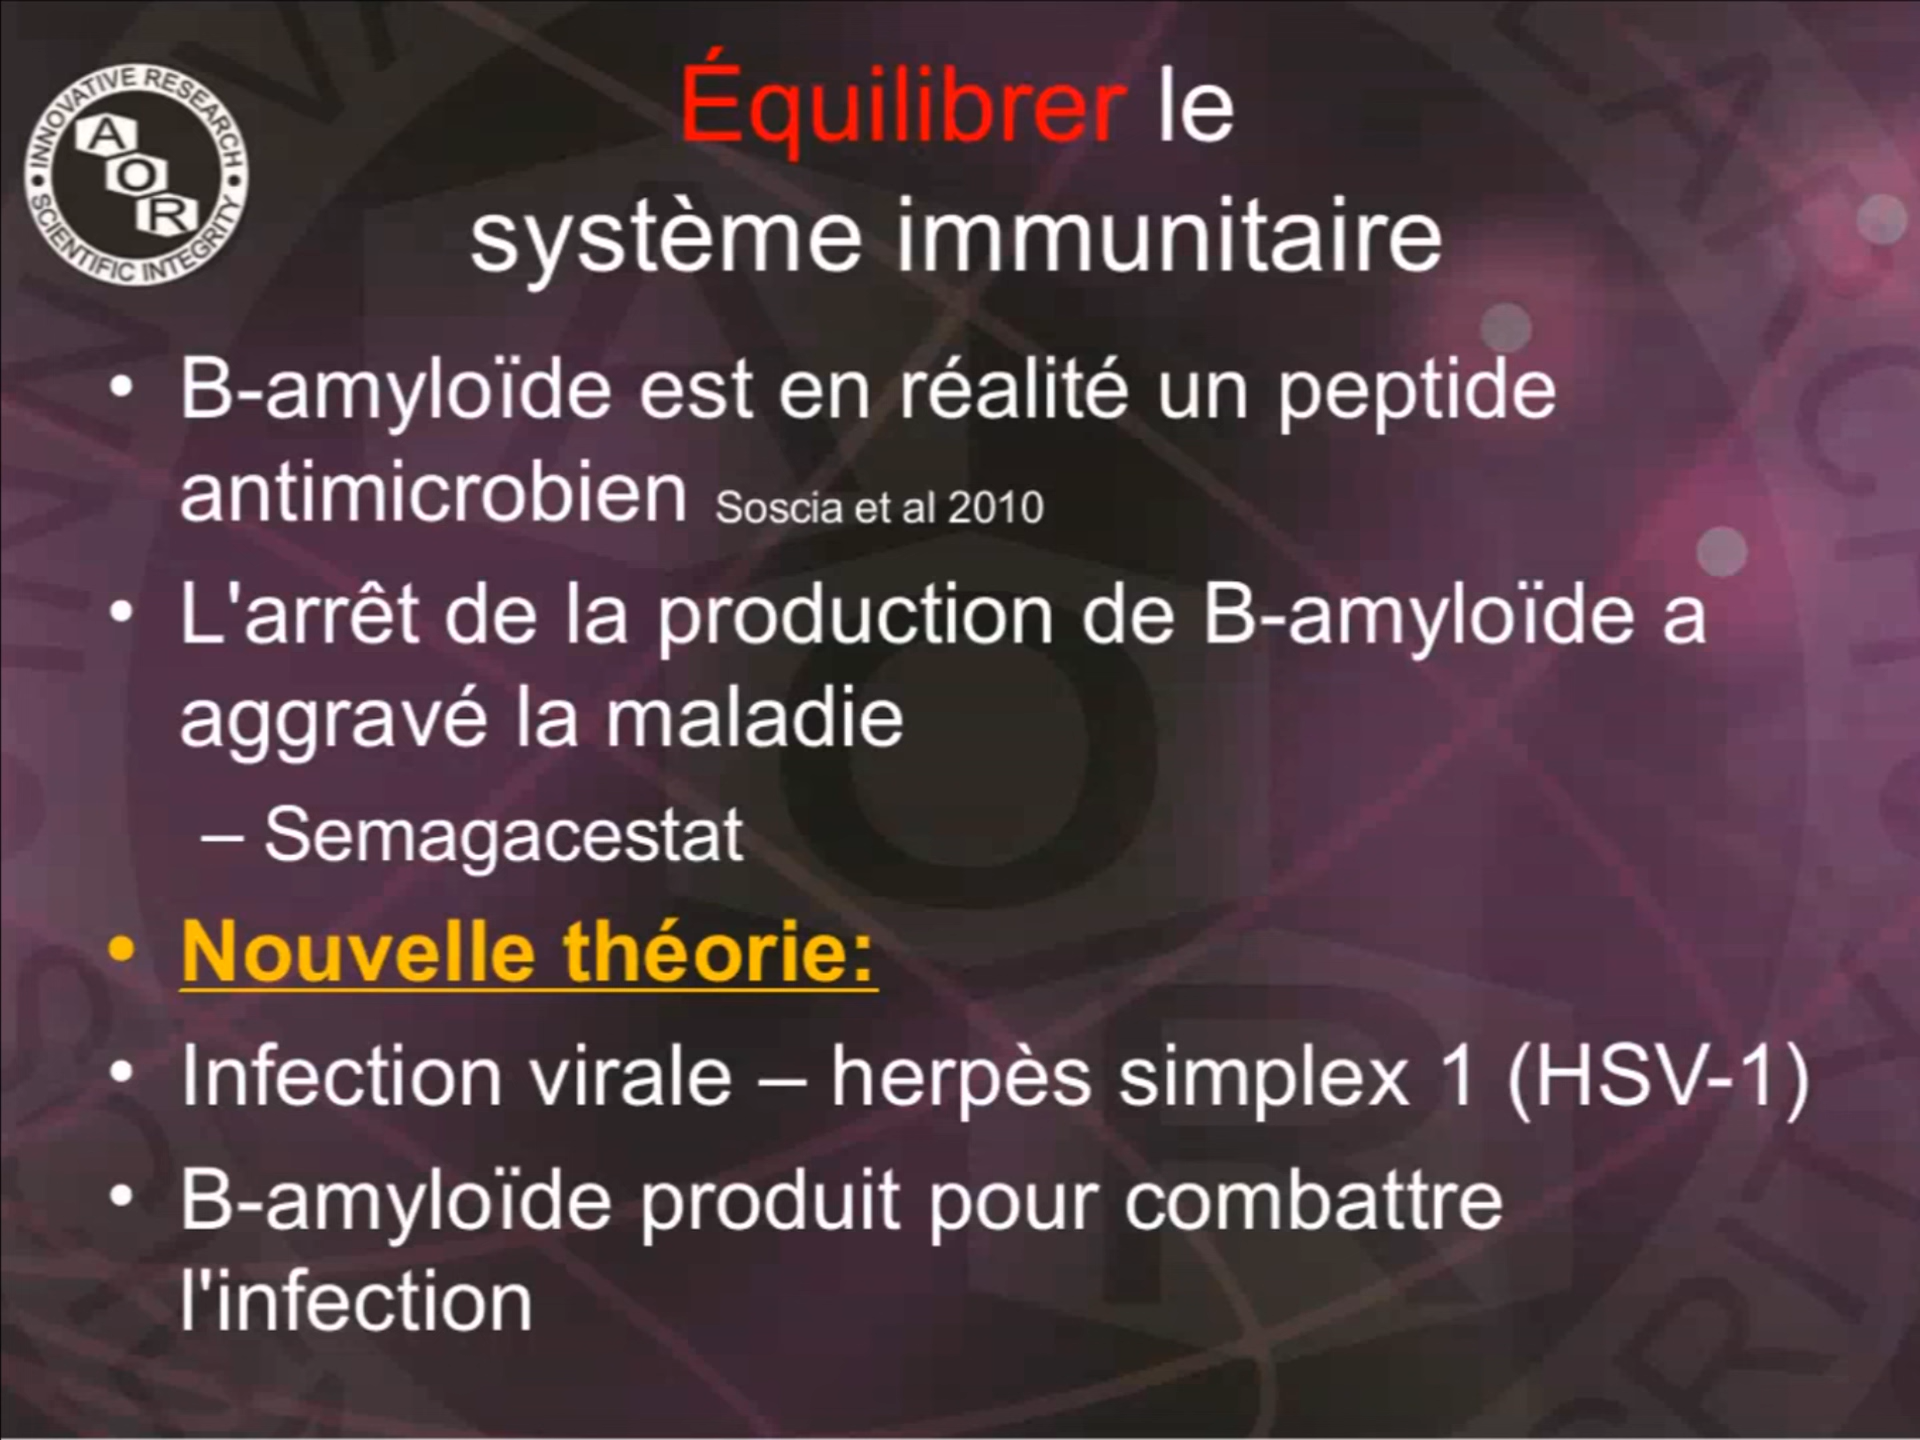 INNOVATIVE RESEARCH
A
O
R
SCIENTIFIC INTEGRITY
Équilibrer le
système immunitaire
• B-amyloïde est en réalité un peptide
antimicrobien Soscia et al 2010
• L'arrêt de la production de B-amyloïde a
aggravé la maladie
– Semagacestat
• Nouvelle théorie:
• Infection virale – herpès simplex 1 (HSV-1)
• B-amyloïde produit pour combattre
l'infection